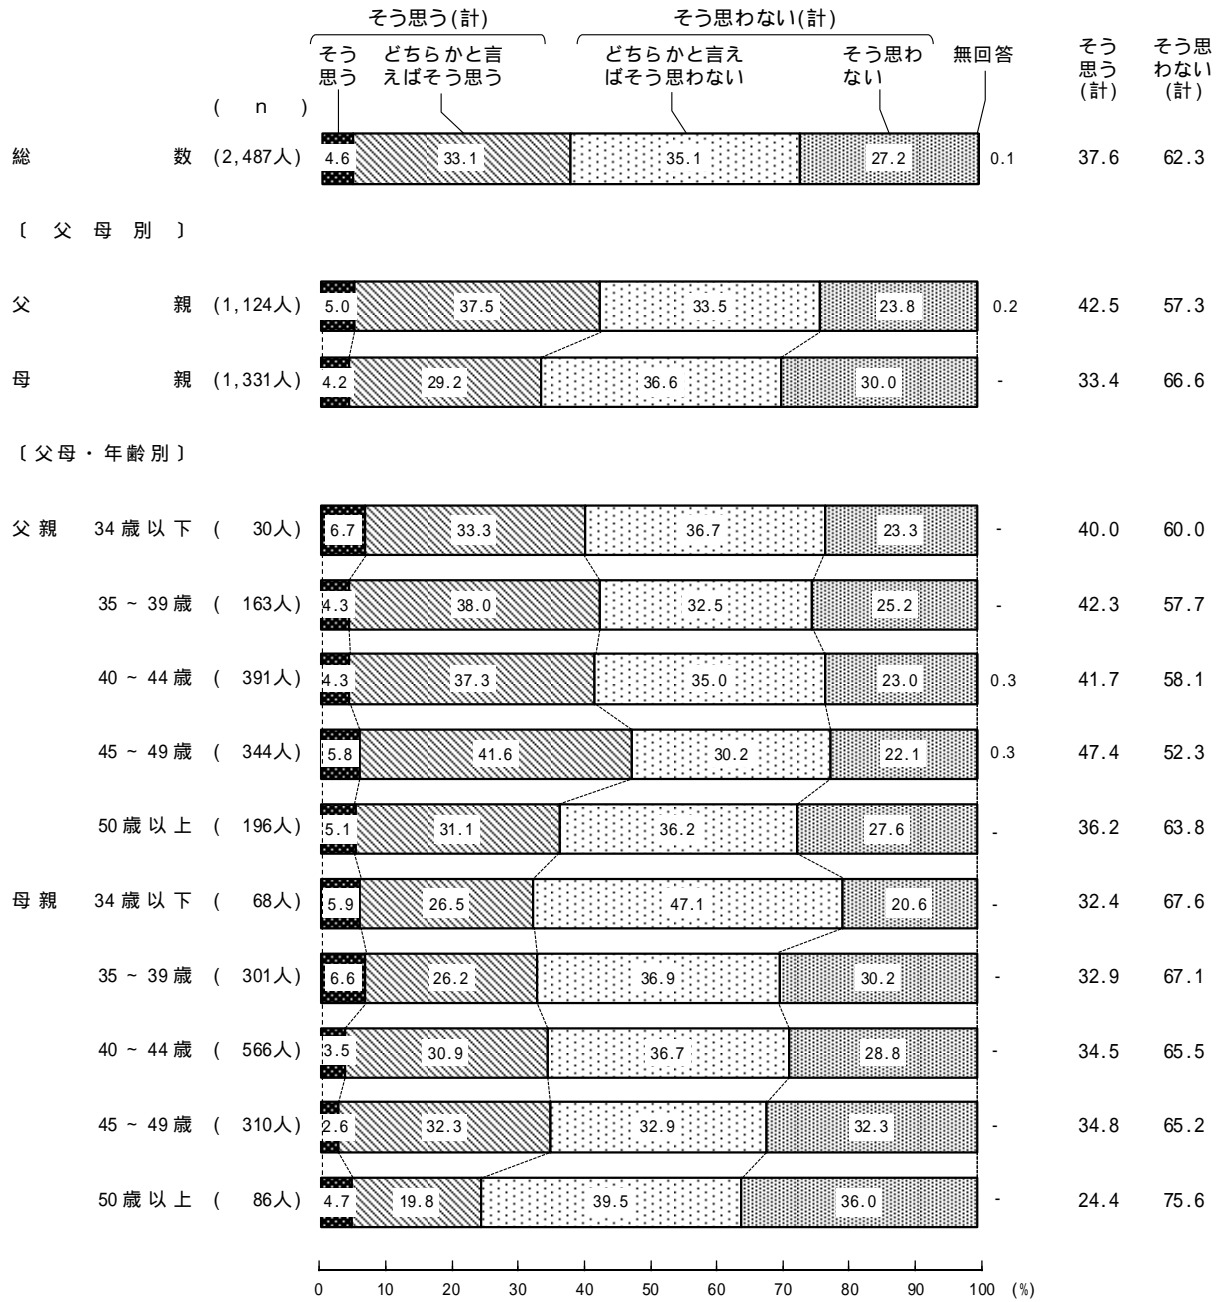 そう思う(計) そう思わない(計)
そう思う どちらかと言えばそう思う どちらかと言えばそう思わない そう思わない 無回答 そう思う(計) そう思わない(計)
( n )
総数 (2,487人) 4.6 33.1 35.1 27.2 0.1 37.6 62.3
〔父母別〕
父親 (1,124人) 5.0 37.5 33.5 23.8 0.2 42.5 57.3
母親 (1,331人) 4.2 29.2 36.6 30.0 - 33.4 66.6
〔父母・年齢別〕
父親 34歳以下 ( 30人) 6.7 33.3 36.7 23.3 - 40.0 60.0
35~39歳 ( 163人) 4.3 38.0 32.5 25.2 - 42.3 57.7
40~44歳 ( 391人) 4.3 37.3 35.0 23.0 0.3 41.7 58.1
45~49歳 ( 344人) 5.8 41.6 30.2 22.1 0.3 47.4 52.3
50歳以上 ( 196人) 5.1 31.1 36.2 27.6 - 36.2 63.8
母親 34歳以下 ( 68人) 5.9 26.5 47.1 20.6 - 32.4 67.6
35~39歳 ( 301人) 6.6 26.2 36.9 30.2 - 32.9 67.1
40~44歳 ( 566人) 3.5 30.9 36.7 28.8 - 34.5 65.5
45~49歳 ( 310人) 2.6 32.3 32.9 32.3 - 34.8 65.2
50歳以上 ( 86人) 4.7 19.8 39.5 36.0 - 24.4 75.6
0 10 20 30 40 50 60 70 80 90 100 (%)